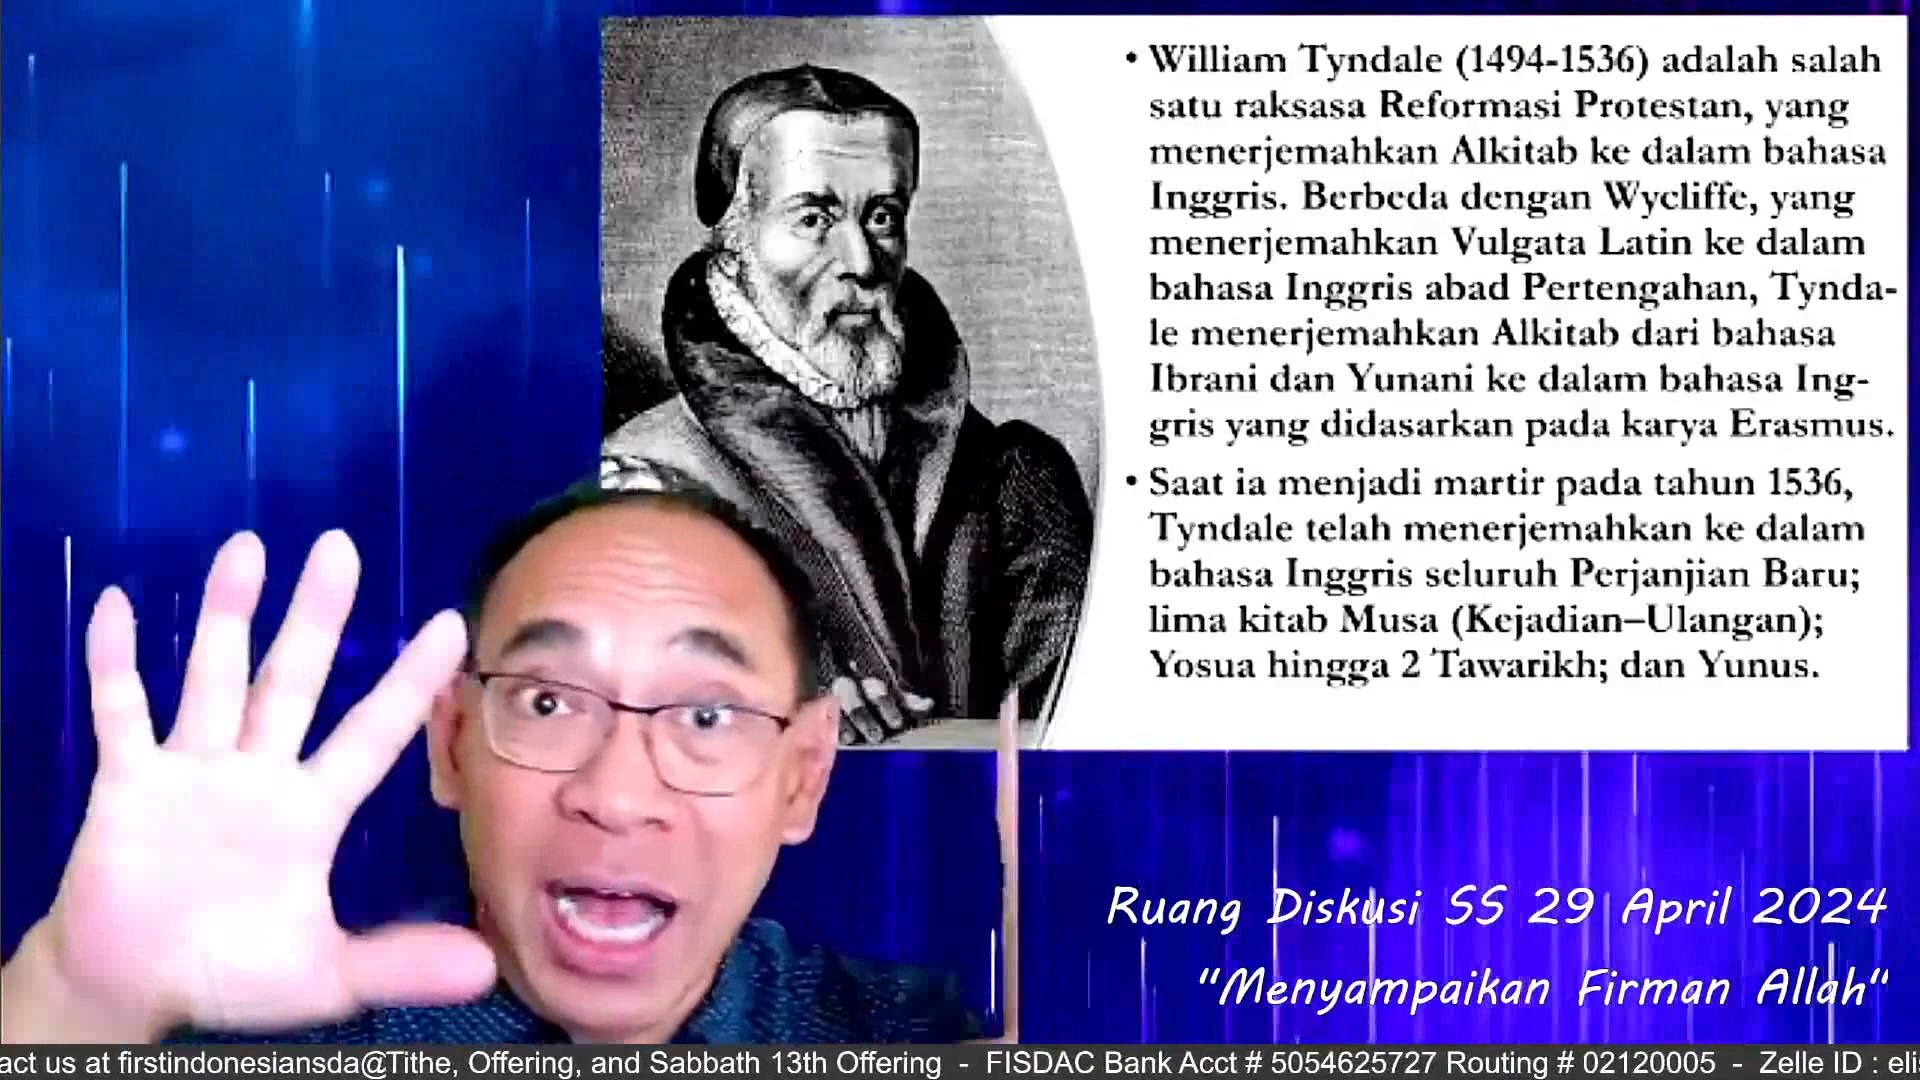 • William Tyndale (1494-1536) adalah salah
satu raksasa Reformasi Protestan, yang
menerjemahkan Alkitab ke dalam bahasa
Inggris. Berbeda dengan Wycliffe, yang
menerjemahkan Vulgata Latin ke dalam
bahasa Inggris abad Pertengahan, Tynda-
le menerjemahkan Alkitab dari bahasa
Ibrani dan Yunani ke dalam bahasa Ing-
gris yang didasarkan pada karya Erasmus.
• Saat ia menjadi martir pada tahun 1536,
Tyndale telah menerjemahkan ke dalam
bahasa Inggris seluruh Perjanjian Baru;
lima kitab Musa (Kejadian–Ulangan);
Yosua hingga 2 Tawarikh; dan Yunus.
Ruang Diskusi SS 29 April 2024
"Menyampaikan Firman Allah"
act us at firstindonesiansda@Tithe, Offering, and Sabbath 13th Offering - FISDAC Bank Acct # 5054625727 Routing # 02120005 - Zelle ID : eli